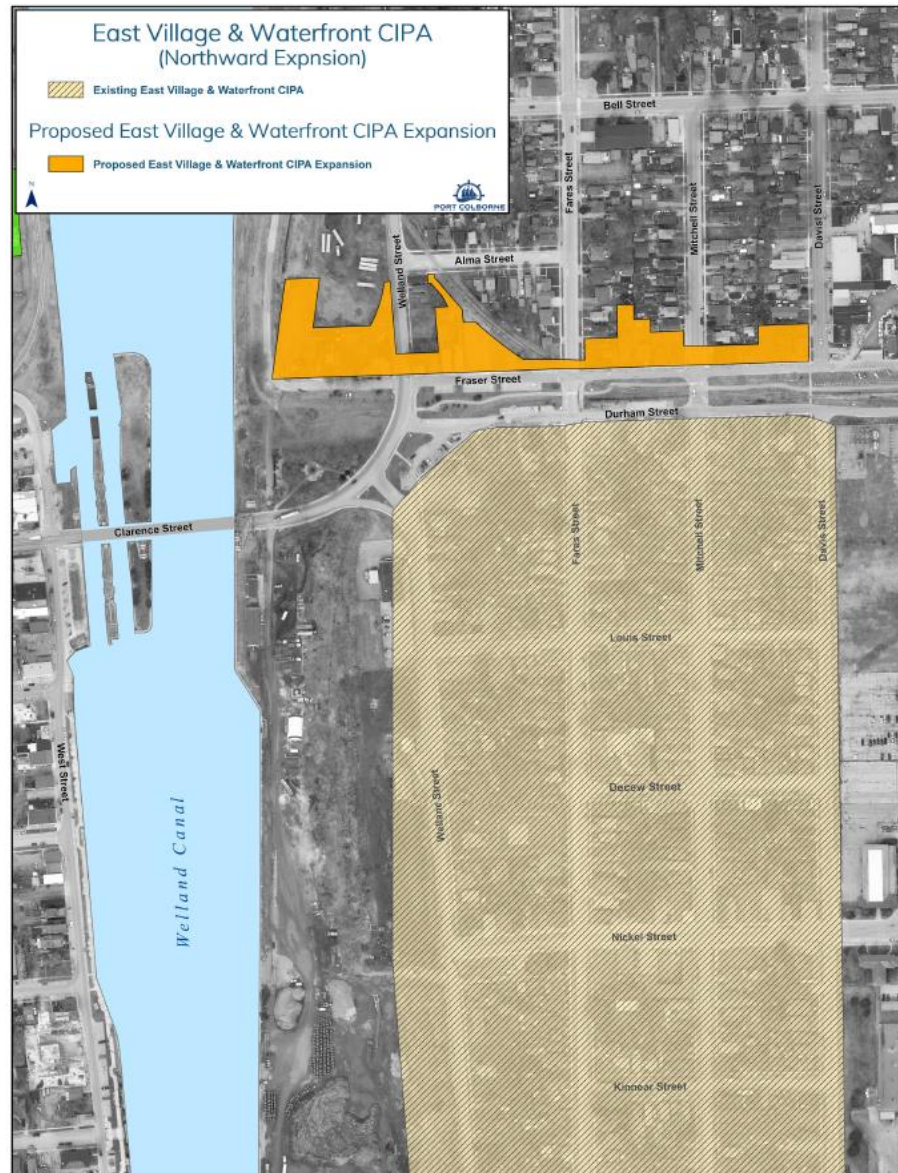 East Village & Waterfront CIPA
(Northward Expnsion)
Existing East Village & Waterfront CIPA
Proposed East Village & Waterfront CIPA Expansion
Proposed East Village & Waterfront CIPA Expansion
N
PORT COLBORNE
Bell Street
Fares Street
Mitchell Street
Davisl Street
Welland Street
Alma Street
Fraser Street
Durham Street
Clarence Street
Fares Street
Mitchell Street
Davis Street
Louis Street
West Street
Welland Street
Decew Street
Welland Canal
Nickel Street
Kinnear Street